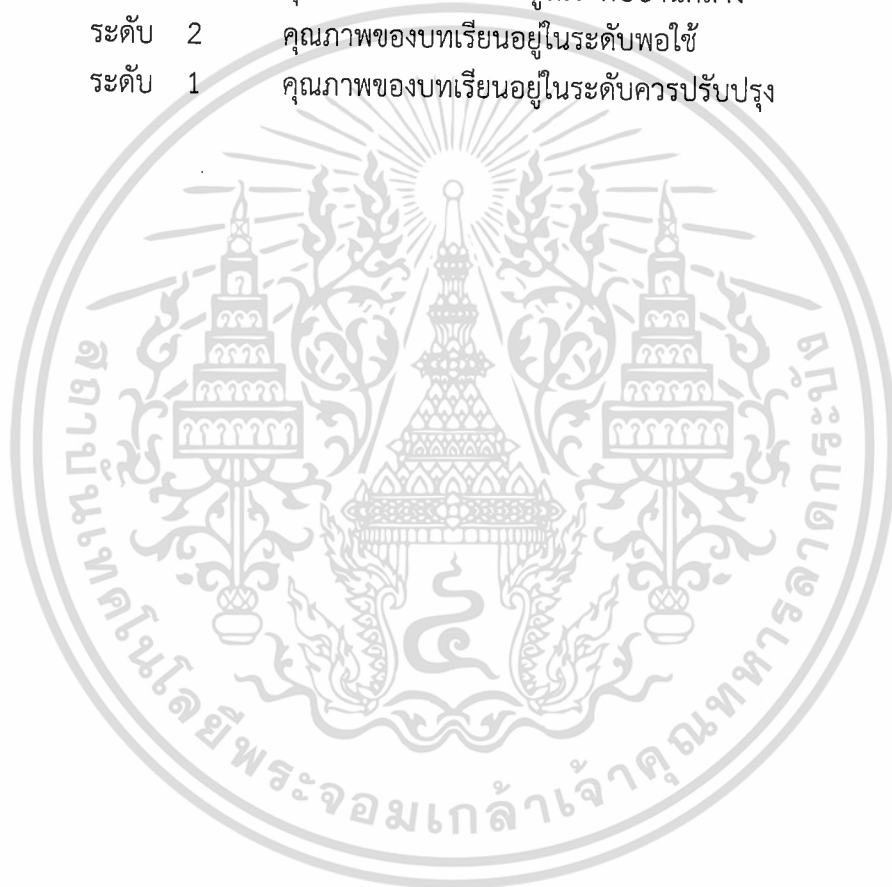 ระดับ 2 คุณภาพของบทเรียนอยู่ในระดับพอใช้
ระดับ 1 คุณภาพของบทเรียนอยู่ในระดับควรปรับปรุง
สถาบันเทคโนโลยีพระจอมเกล้าเจ้าคุณทหารลาดกระบัง
๔